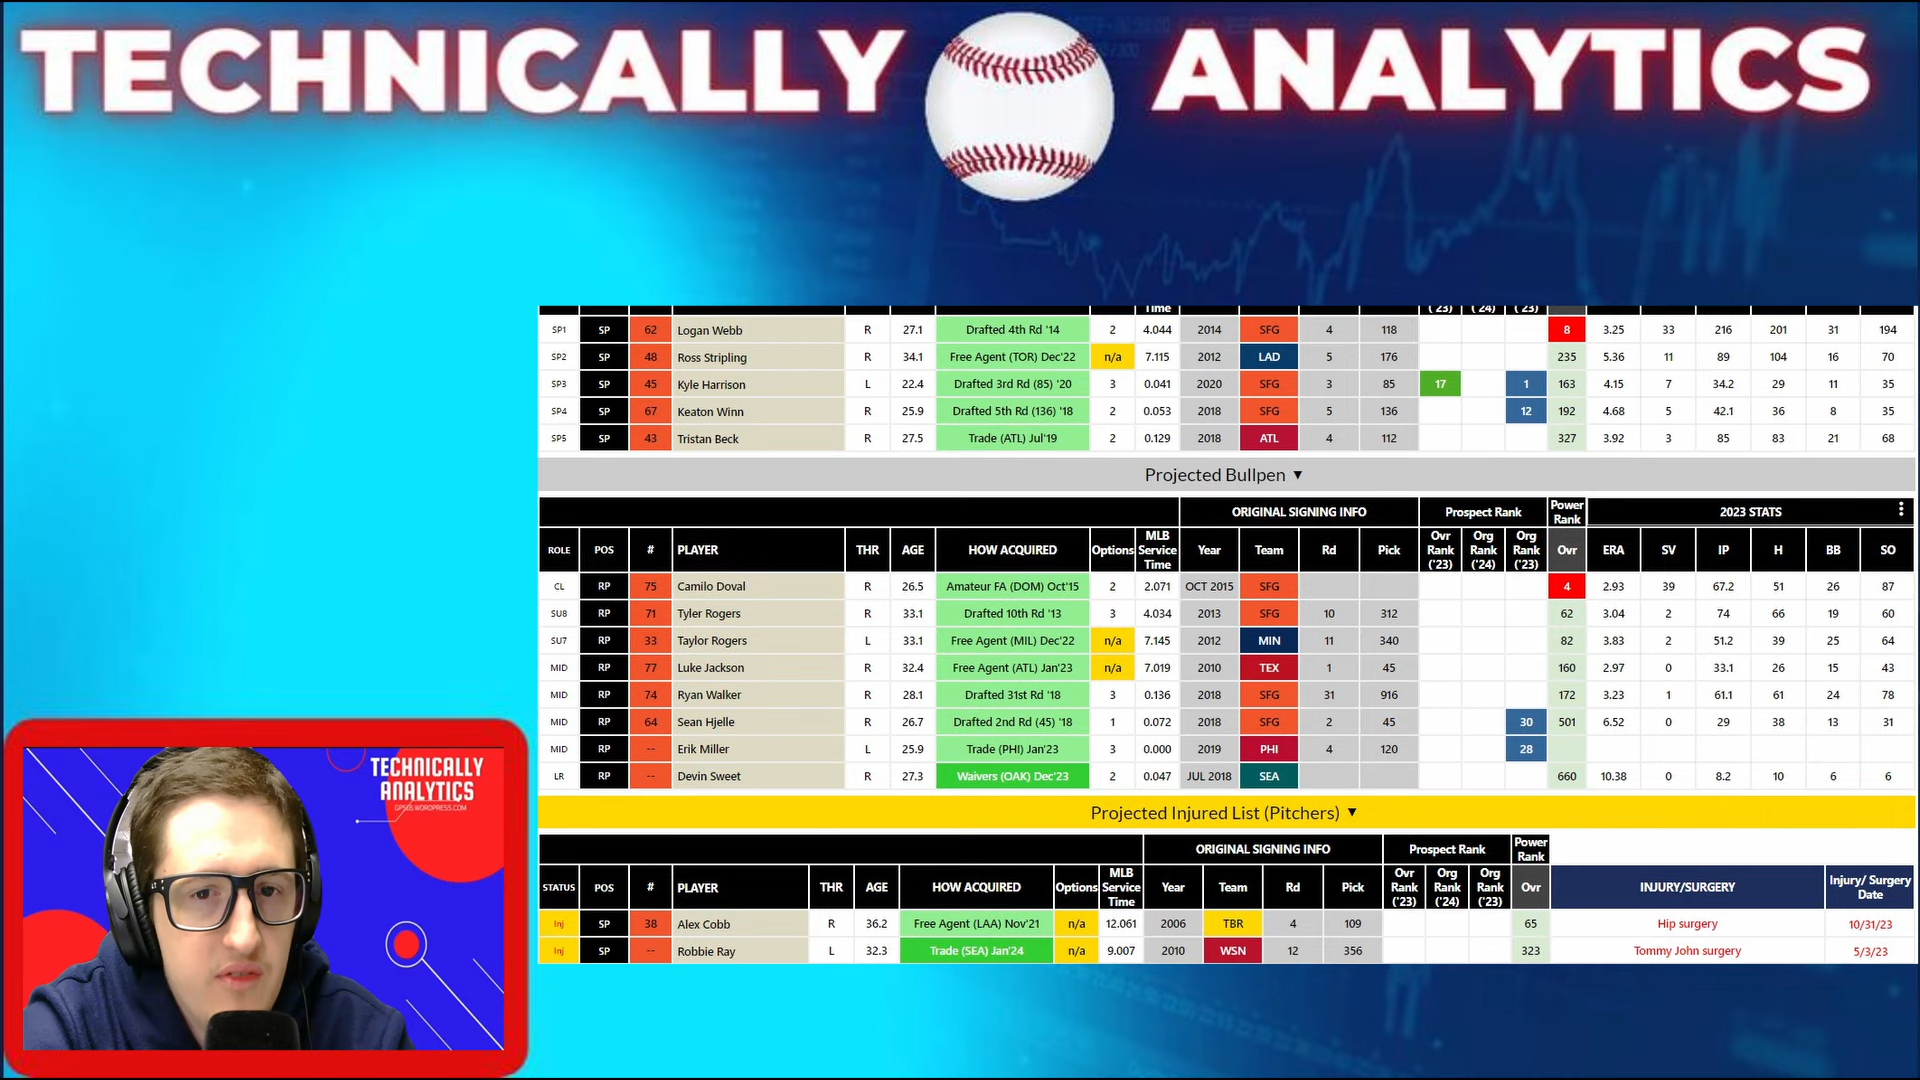 TECHNICALLY ANALYTICS
Time ('23) ('24) ('23)
SP1 SP 62 Logan Webb R 27.1 Drafted 4th Rd '14 2 4.044 2014 SFG 4 118 8 3.25 33 216 201 31 194
SP2 SP 48 Ross Stripling R 34.1 Free Agent (TOR) Dec'22 n/a 7.115 2012 LAD 5 176 235 5.36 11 89 104 16 70
SP3 SP 45 Kyle Harrison L 22.4 Drafted 3rd Rd (85) '20 3 0.041 2020 SFG 3 85 17 1 163 4.15 7 34.2 29 11 35
SP4 SP 67 Keaton Winn R 25.9 Drafted 5th Rd (136) '18 2 0.053 2018 SFG 5 136 12 192 4.68 5 42.1 36 8 35
SP5 SP 43 Tristan Beck R 27.5 Trade (ATL) Jul'19 2 0.129 2018 ATL 4 112 327 3.92 3 85 83 21 68
Projected Bullpen ▼
ORIGINAL SIGNING INFO Prospect Rank Power Rank 2023 STATS
ROLE POS # PLAYER THR AGE HOW ACQUIRED Options MLB Service Time Year Team Rd Pick Ovr Rank ('23) Org Rank ('24) Org Rank ('23) Ovr ERA SV IP H BB SO
CL RP 75 Camilo Doval R 26.5 Amateur FA (DOM) Oct'15 2 2.071 OCT 2015 SFG 4 2.93 39 67.2 51 26 87
SU8 RP 71 Tyler Rogers R 33.1 Drafted 10th Rd '13 3 4.034 2013 SFG 10 312 62 3.04 2 74 66 19 60
SU7 RP 33 Taylor Rogers L 33.1 Free Agent (MIL) Dec'22 n/a 7.145 2012 MIN 11 340 82 3.83 2 51.2 39 25 64
MID RP 77 Luke Jackson R 32.4 Free Agent (ATL) Jan'23 n/a 7.019 2010 TEX 1 45 160 2.97 0 33.1 26 15 43
MID RP 74 Ryan Walker R 28.1 Drafted 31st Rd '18 3 0.136 2018 SFG 31 916 172 3.23 1 61.1 61 24 78
MID RP 64 Sean Hjelle R 26.7 Drafted 2nd Rd (45) '18 1 0.072 2018 SFG 2 45 30 501 6.52 0 29 38 13 31
MID RP -- Erik Miller L 25.9 Trade (PHI) Jan'23 3 0.000 2019 PHI 4 120 28
LR RP -- Devin Sweet R 27.3 Waivers (OAK) Dec'23 2 0.047 JUL 2018 SEA 660 10.38 0 8.2 10 6 6
Projected Injured List (Pitchers) ▼
ORIGINAL SIGNING INFO Prospect Rank Power Rank
STATUS POS # PLAYER THR AGE HOW ACQUIRED Options MLB Service Time Year Team Rd Pick Ovr Rank ('23) Org Rank ('24) Org Rank ('23) Ovr INJURY/SURGERY Injury/ Surgery Date
Inj SP 38 Alex Cobb R 36.2 Free Agent (LAA) Nov'21 n/a 12.061 2006 TBR 4 109 65 Hip surgery 10/31/23
Inj SP -- Robbie Ray L 32.3 Trade (SEA) Jan'24 n/a 9.007 2010 WSN 12 356 323 Tommy John surgery 5/3/23
TECHNICALLY
ANALYTICS